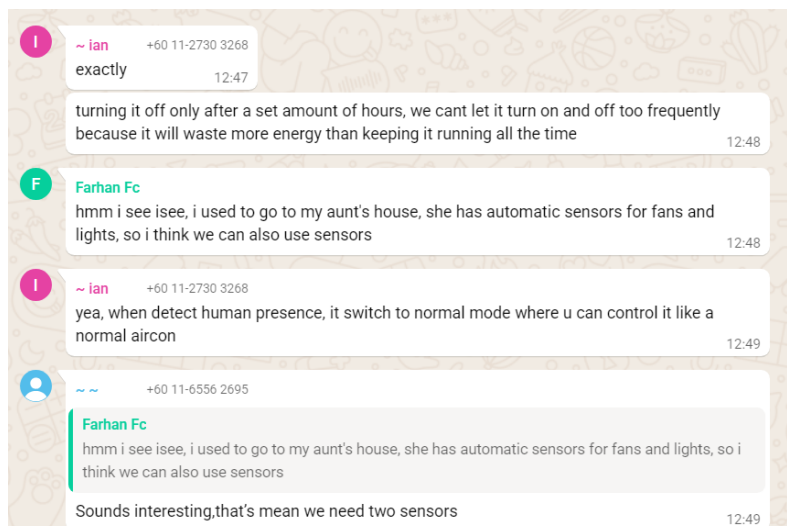 I
~ ian +60 11-2730 3268
exactly
12:47
turning it off only after a set amount of hours, we cant let it turn on and off too frequently
because it will waste more energy than keeping it running all the time
12:48
F
Farhan Fc
hmm i see isee, i used to go to my aunt's house, she has automatic sensors for fans and
lights, so i think we can also use sensors
12:48
I
~ ian +60 11-2730 3268
yea, when detect human presence, it switch to normal mode where u can control it like a
normal aircon
12:49
~ ~ +60 11-6556 2695
Farhan Fc
hmm i see isee, i used to go to my aunt's house, she has automatic sensors for fans and lights, so i
think we can also use sensors
Sounds interesting,that’s mean we need two sensors
12:49